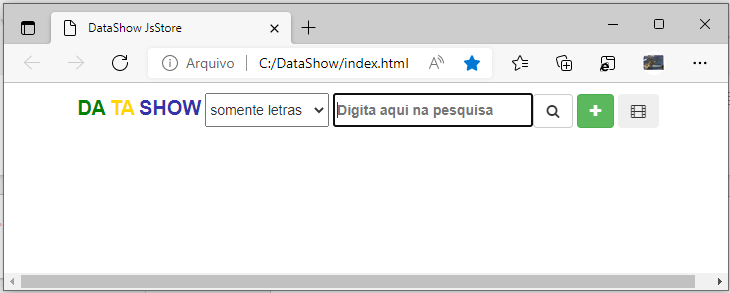 DataShow JsStore
Arquivo C:/DataShow/index.html
DA TA SHOW somente letras Digita aqui na pesquisa